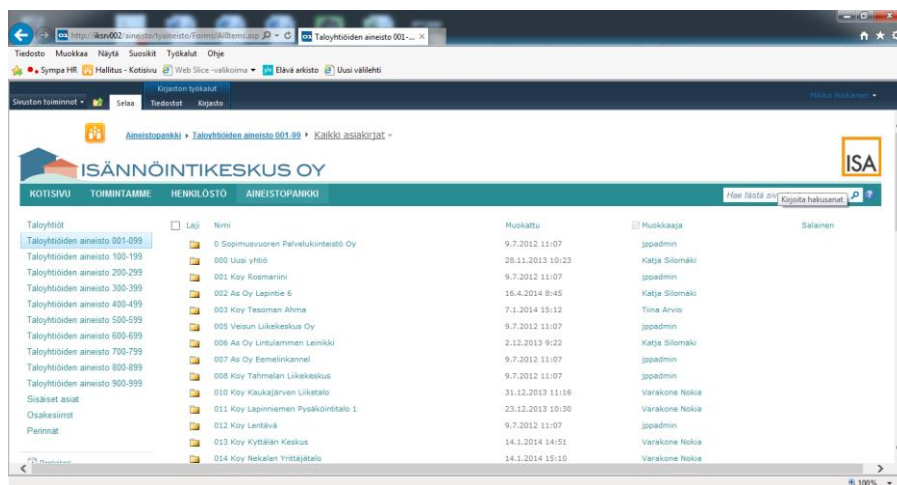 http://iksrv002/aineisto/tyaineisto/Forms/AllItems.asp
Taloyhtiöiden aineisto 001-...
Tiedosto Muokkaa Näytä Suosikit Työkalut Ohje
Sympa HR Hallitus - Kotisivu Web Slice -valikoima Elävä arkisto Uusi välilehti
Kirjaston työkalut
Sivuston toiminnot Selaa Tiedostot Kirjasto
Aineistopankki Taloyhtiöiden aineisto 001-99 Kaikki asiakirjat
ISÄNNÖINTIKESKUS OY
ISA
KOTISIVU TOIMINTAMME HENKILÖSTÖ AINEISTOPANKKI
Hae tästä
Kirjoita hakusanat
Taloyhtiöt
Taloyhtiöiden aineisto 001-099
Taloyhtiöiden aineisto 100-199
Taloyhtiöiden aineisto 200-299
Taloyhtiöiden aineisto 300-399
Taloyhtiöiden aineisto 400-499
Taloyhtiöiden aineisto 500-599
Taloyhtiöiden aineisto 600-699
Taloyhtiöiden aineisto 700-799
Taloyhtiöiden aineisto 800-899
Taloyhtiöiden aineisto 900-999
Sisäiset asiat
Osakesiirrot
Perinnät
Laji Nimi Muokattu Muokkaaja Salainen
0 Sopimusvuoren Palvelukiinteistö Oy 9.7.2012 11:07 jppadmin
000 Uusi yhtiö 28.11.2013 10:23 Katja Silomäki
001 Koy Rosmariini 9.7.2012 11:07 jppadmin
002 As Oy Lapintie 6 16.4.2014 8:45 Katja Silomäki
003 Koy Tesoman Ahma 7.1.2014 15:12 Tiina Arvio
005 Veisun Liikekeskus Oy 9.7.2012 11:07 jppadmin
006 As Oy Lintulammen Leinikki 2.12.2013 9:22 Katja Silomäki
007 As Oy Eemelinkannel 9.7.2012 11:07 jppadmin
008 Koy Tahmelan Liikekeskus 9.7.2012 11:07 jppadmin
010 Koy Kaukajärven Liiketalo 31.12.2013 11:16 Varakone Nokia
011 Koy Lapinniemen Pysäköintitalo 1 23.12.2013 10:30 Varakone Nokia
012 Koy Lentävä 9.7.2012 11:07 jppadmin
013 Koy Kyttälän Keskus 14.1.2014 14:51 Varakone Nokia
014 Koy Nekalan Yrittäjätalo 14.1.2014 15:10 Varakone Nokia
100%